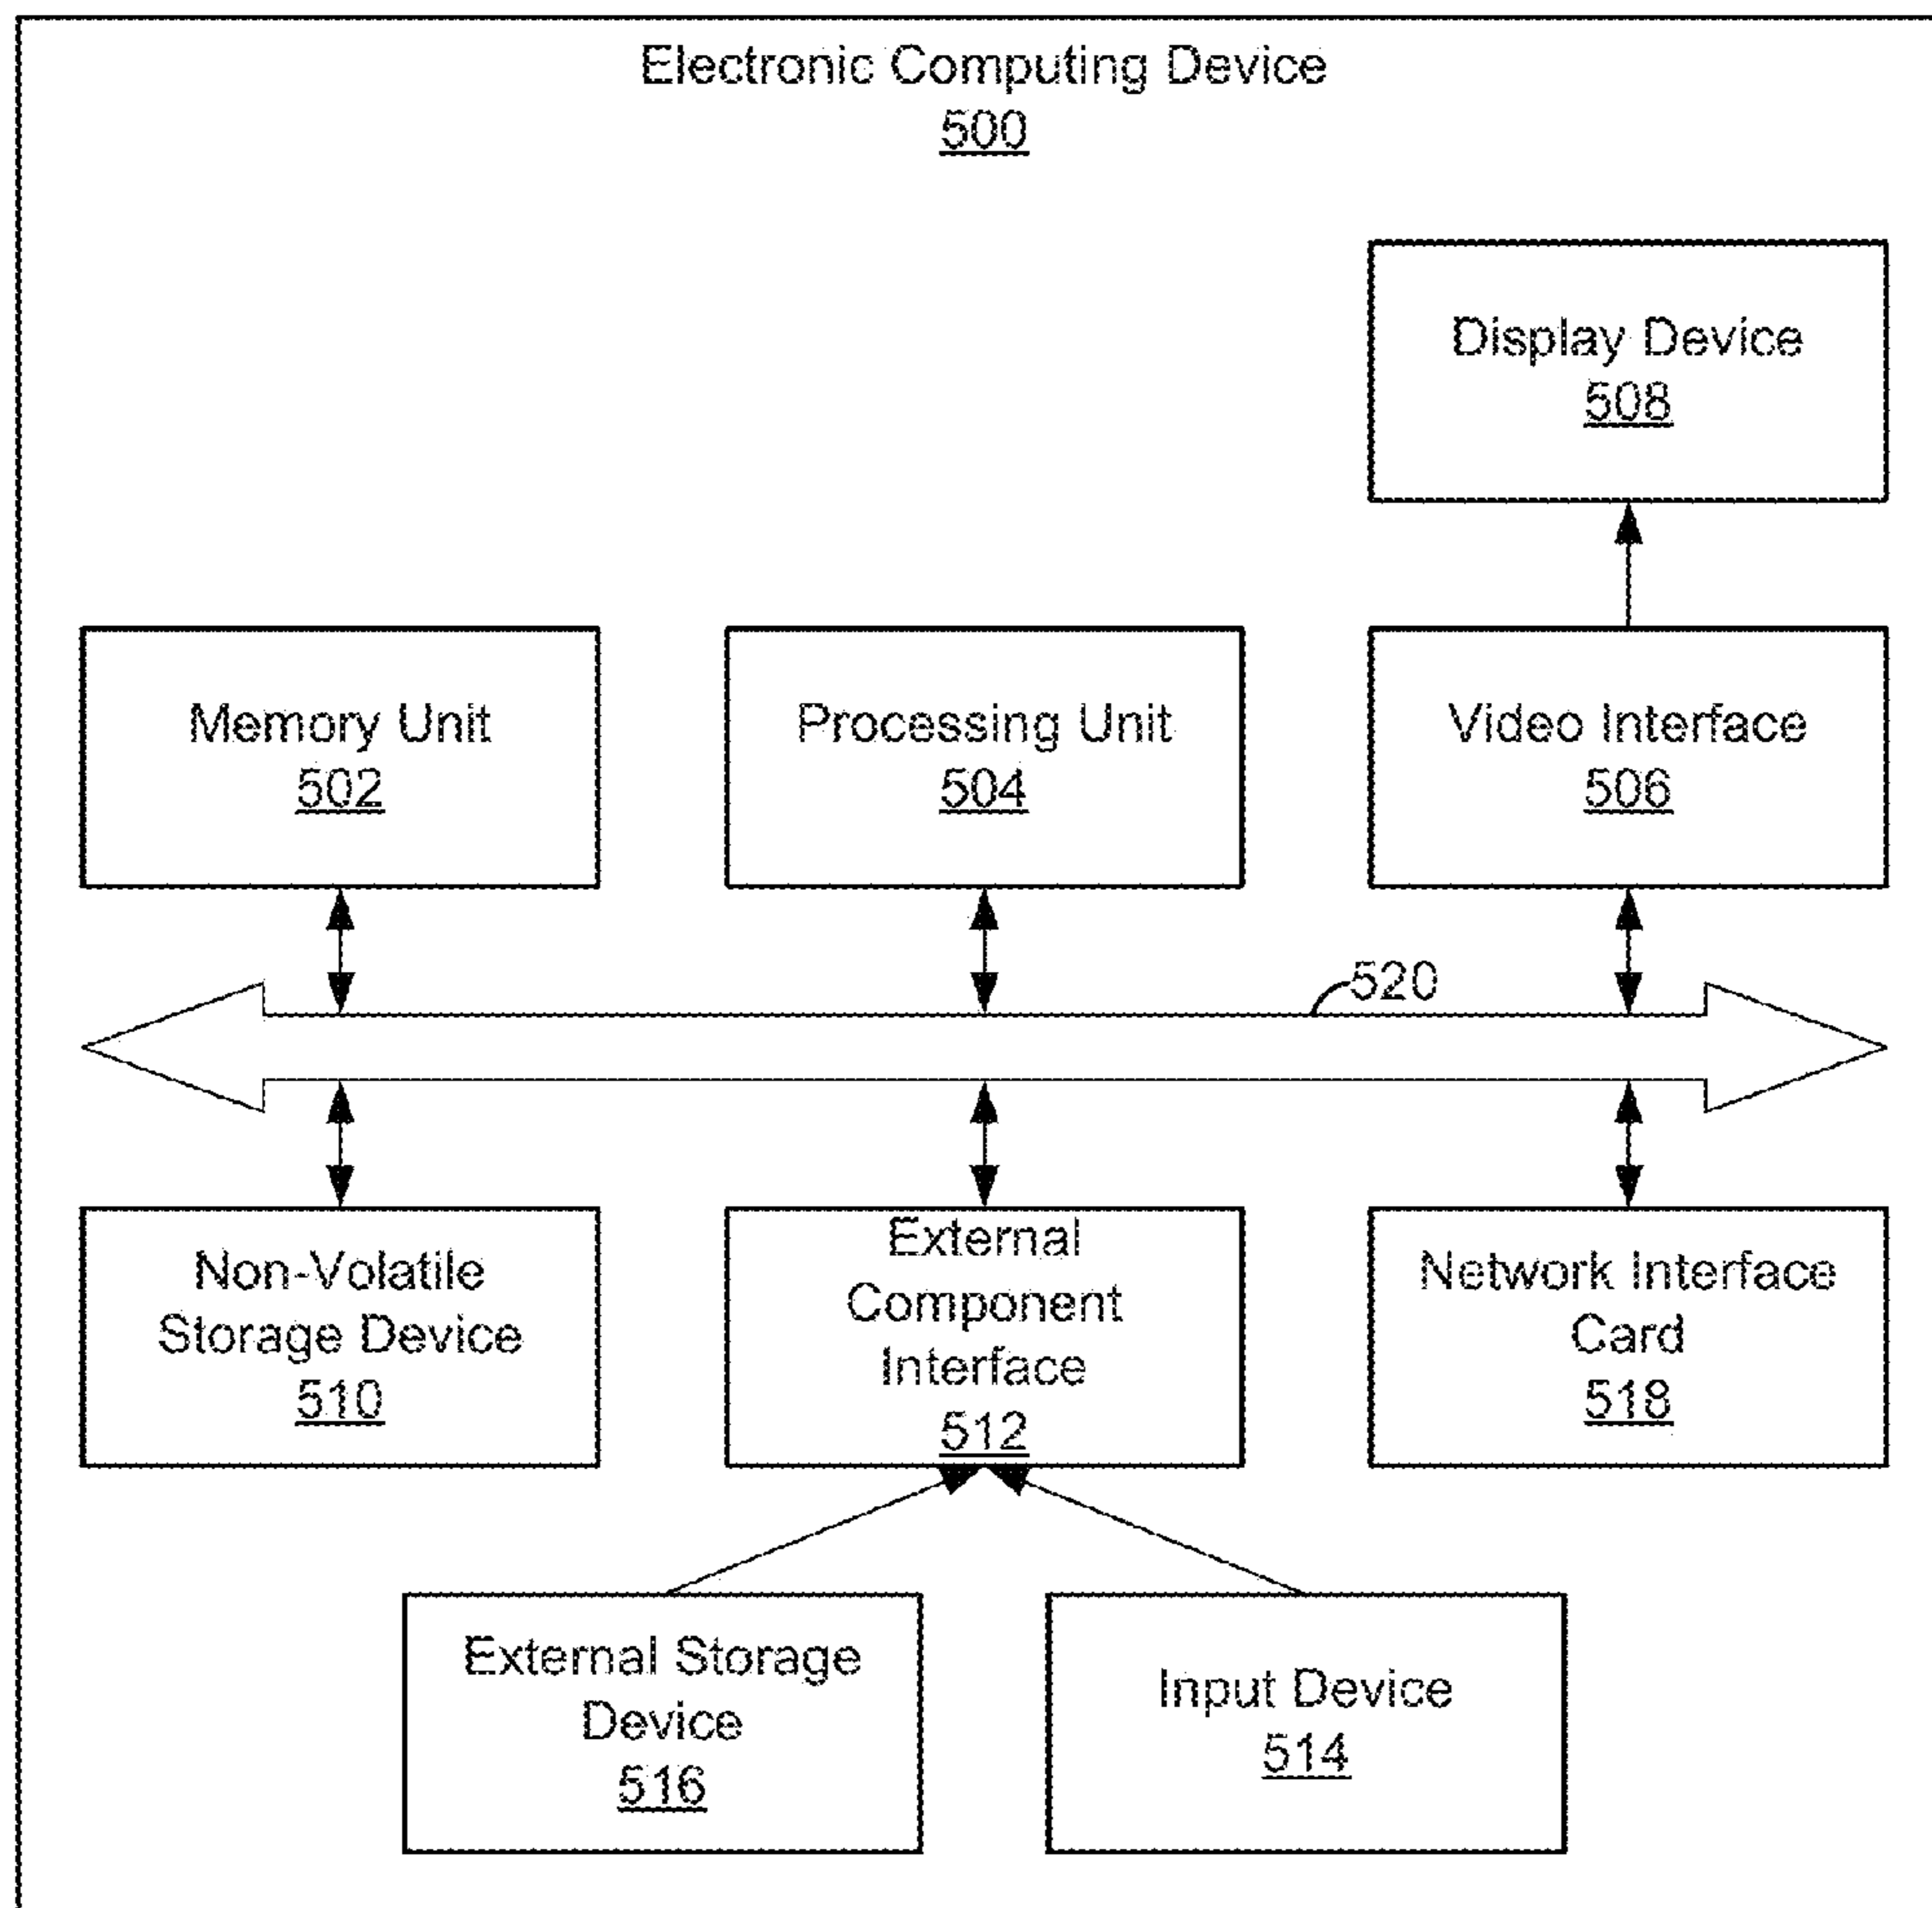 Electronic Computing Device
500
Display Device
508
Memory Unit
502
Processing Unit
504
Video Interface
506
520
Non-Volatile
Storage Device
510
External
Component
Interface
512
Network Interface
Card
518
External Storage
Device
516
Input Device
514